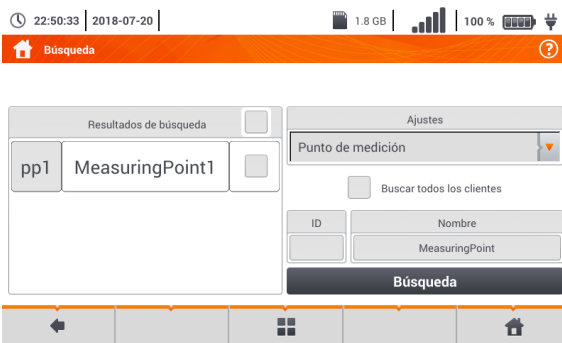 22:50:33 2018-07-20 1.8 GB 100 %
Búsqueda ?
Resultados de búsqueda
pp1 MeasuringPoint1
Ajustes
Punto de medición
Buscar todos los clientes
ID Nombre
MeasuringPoint
Búsqueda